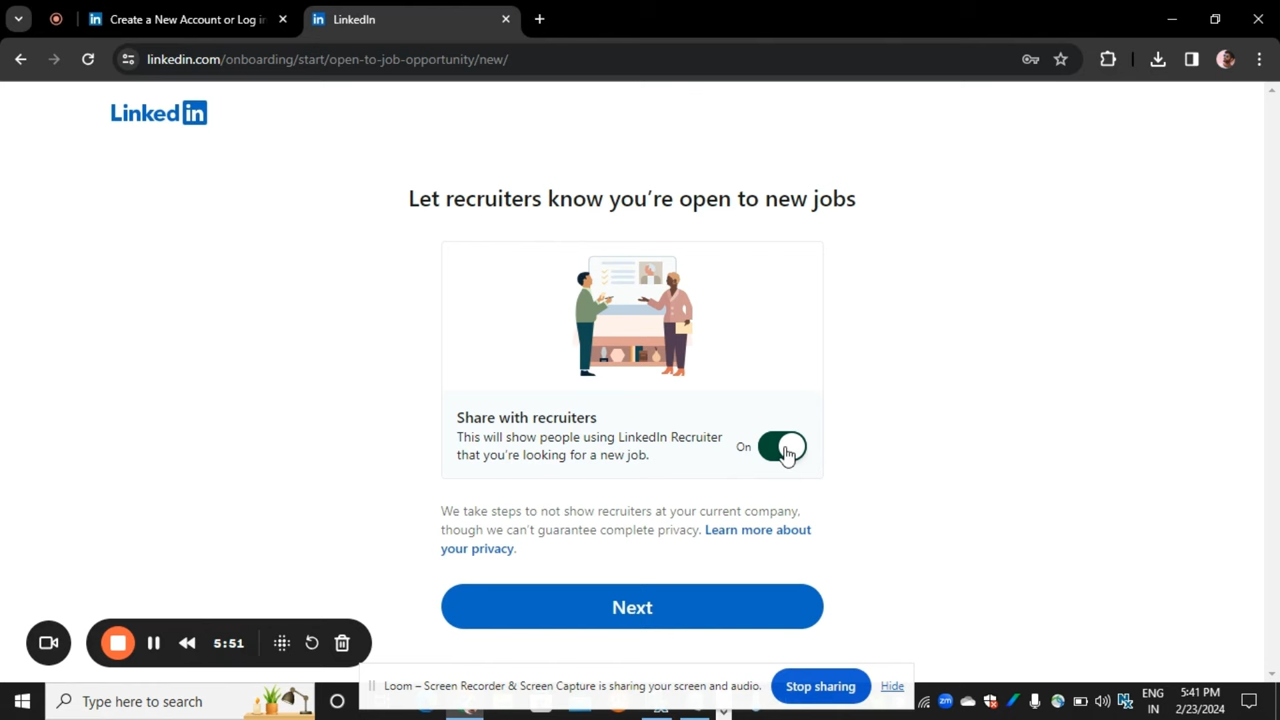 Create a New Account or Log in
LinkedIn
linkedin.com/onboarding/start/open-to-job-opportunity/new/
Linked in
Let recruiters know you're open to new jobs
Share with recruiters
This will show people using LinkedIn Recruiter
that you're looking for a new job.
On
We take steps to not show recruiters at your current company,
though we can't guarantee complete privacy. Learn more about
your privacy.
Next
5:51
Loom – Screen Recorder & Screen Capture is sharing your screen and audio.
Stop sharing
Hide
Type here to search
ENG
IN
5:41 PM
2/23/2024